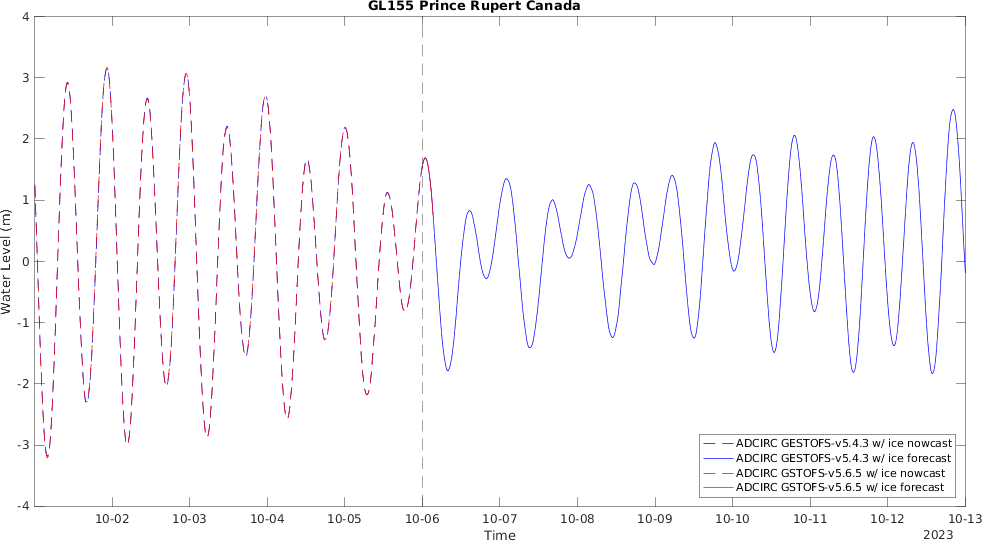 GL155 Prince Rupert Canada
4
3
2
1
0
-1
-2
-3
-4
Water Level (m)
ADCIRC GESTOFS-v5.4.3 w/ ice nowcast
ADCIRC GESTOFS-v5.4.3 w/ ice forecast
ADCIRC GSTOFS-v5.6.5 w/ ice nowcast
ADCIRC GSTOFS-v5.6.5 w/ ice forecast
10-02 10-03 10-04 10-05 10-06 10-07 10-08 10-09 10-10 10-11 10-12 10-13
Time
2023